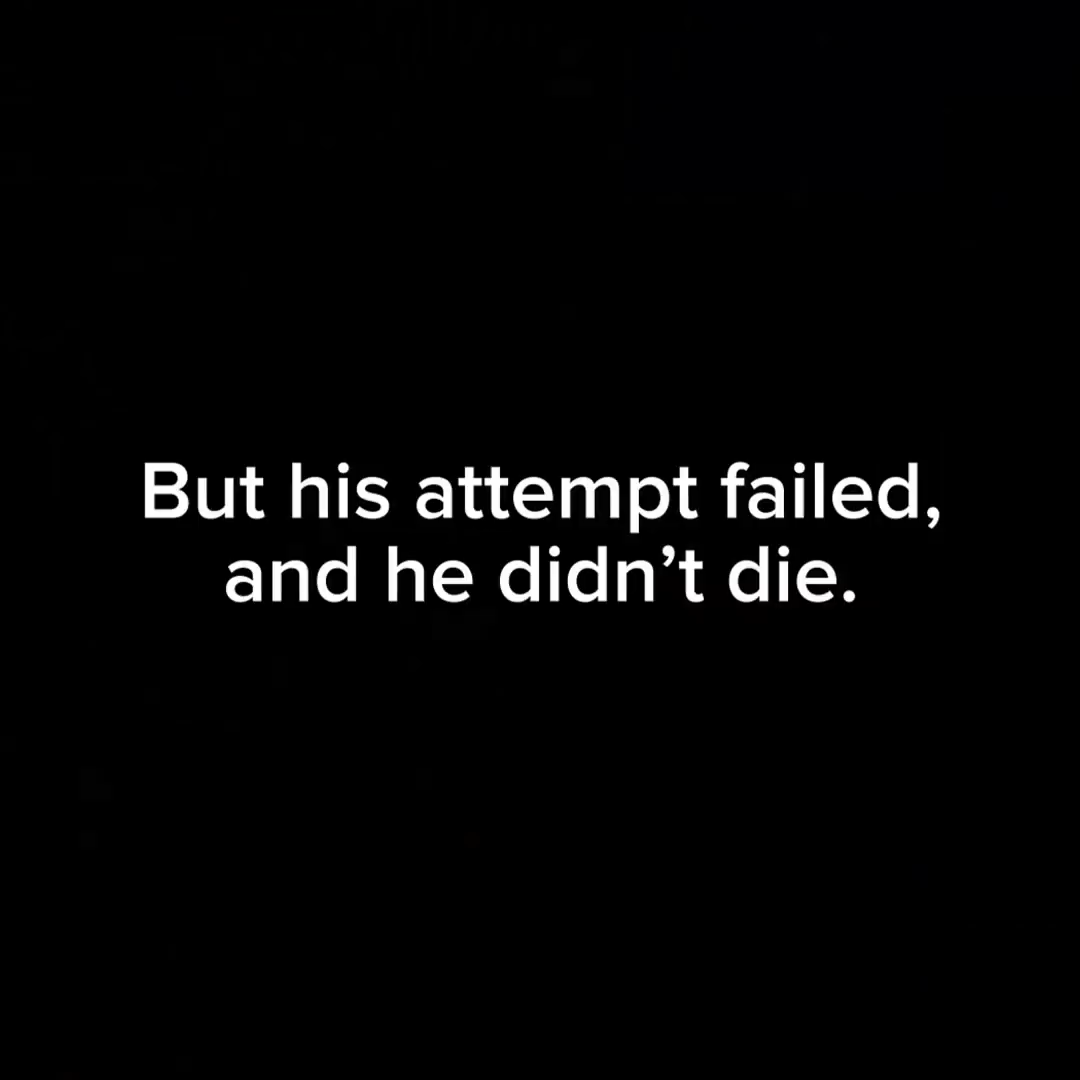 But his attempt failed,
and he didn’t die.